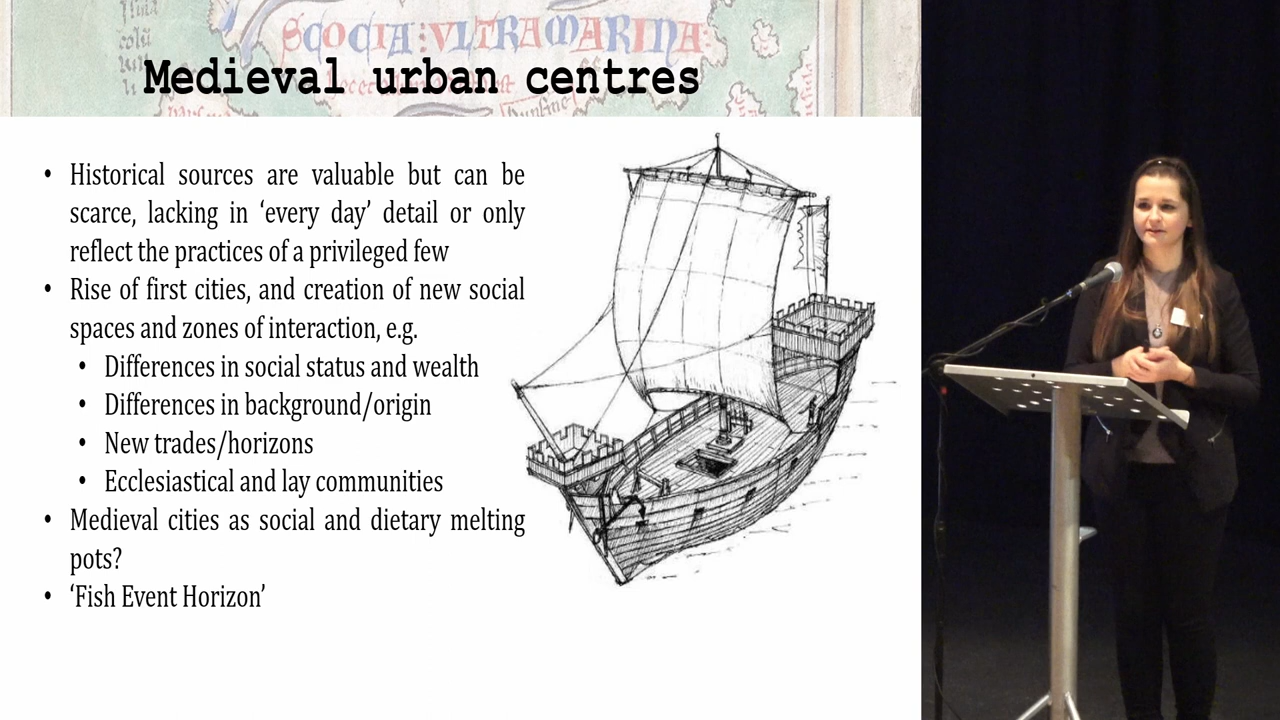 SCOCIA:VLTRAMARINA:
colū
Medieval urban centres
• Historical sources are valuable but can be
scarce, lacking in ‘every day’ detail or only
reflect the practices of a privileged few
• Rise of first cities, and creation of new social
spaces and zones of interaction, e.g.
• Differences in social status and wealth
• Differences in background/origin
• New trades/horizons
• Ecclesiastical and lay communities
• Medieval cities as social and dietary melting
pots?
• ‘Fish Event Horizon’